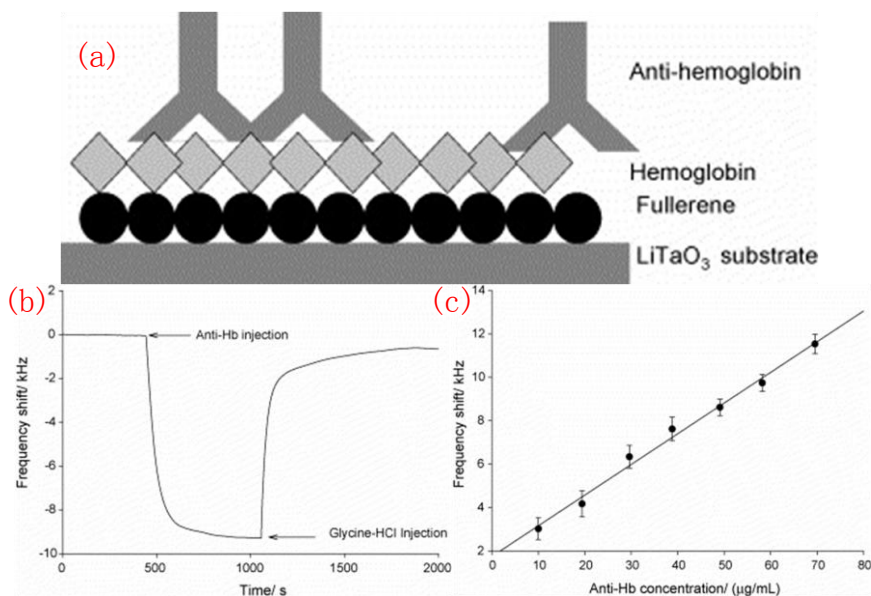 (a)
Anti-hemoglobin
Hemoglobin
Fullerene
LiTaO₃ substrate
(b)
Frequency shift/ kHz
2
0
-2
-4
-6
-8
-10
Anti-Hb injection
Glycine-HCl Injection
0
500
1000
1500
2000
Time/ s
(c)
Frequency shift/ kHz
14
12
10
8
6
4
2
0
10
20
30
40
50
60
70
80
Anti-Hb concentration/ (µg/mL)